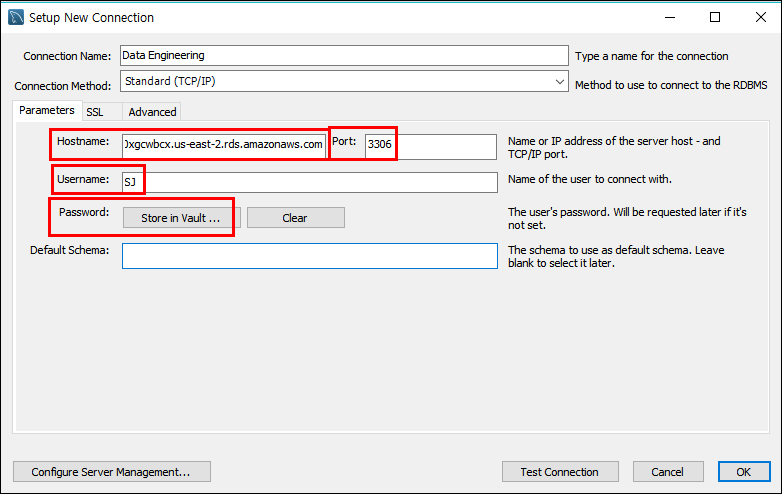 Setup New Connection
Connection Name: Data Engineering Type a name for the connection
Connection Method: Standard (TCP/IP) Method to use to connect to the RDBMS
Parameters SSL Advanced
Hostname: 0xgcwbcx.us-east-2.rds.amazonaws.com Port: 3306 Name or IP address of the server host - and
TCP/IP port.
Username: SJ Name of the user to connect with.
Password: Store in Vault ... Clear The user's password. Will be requested later if it's
not set.
Default Schema: The schema to use as default schema. Leave
blank to select it later.
Configure Server Management... Test Connection Cancel OK